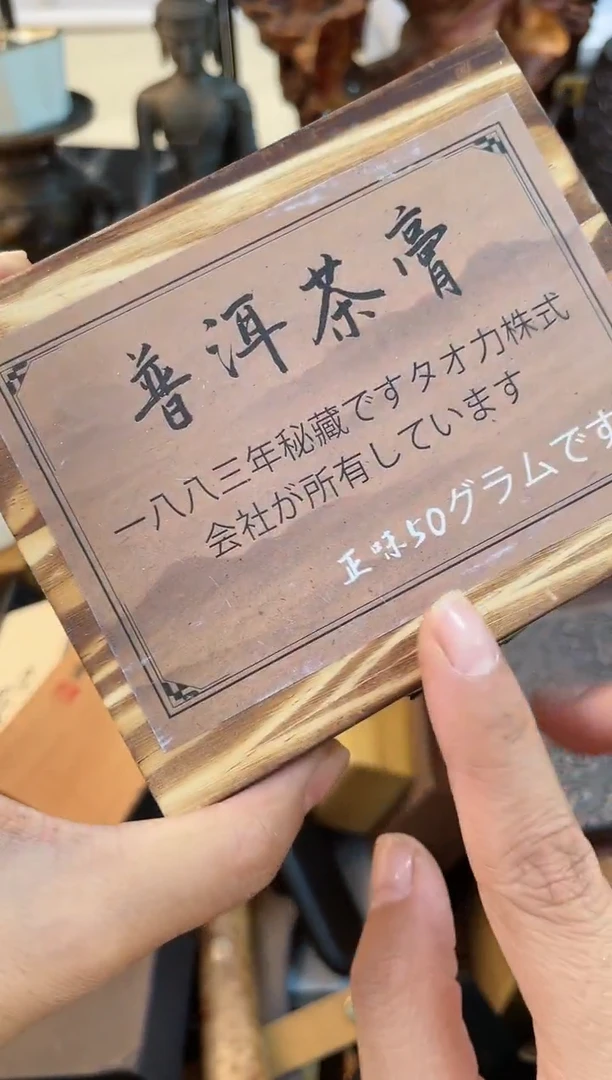 普洱茶膏
一八八三年秘藏ですタオカ株式
会社が所有しています
正味50グラムです